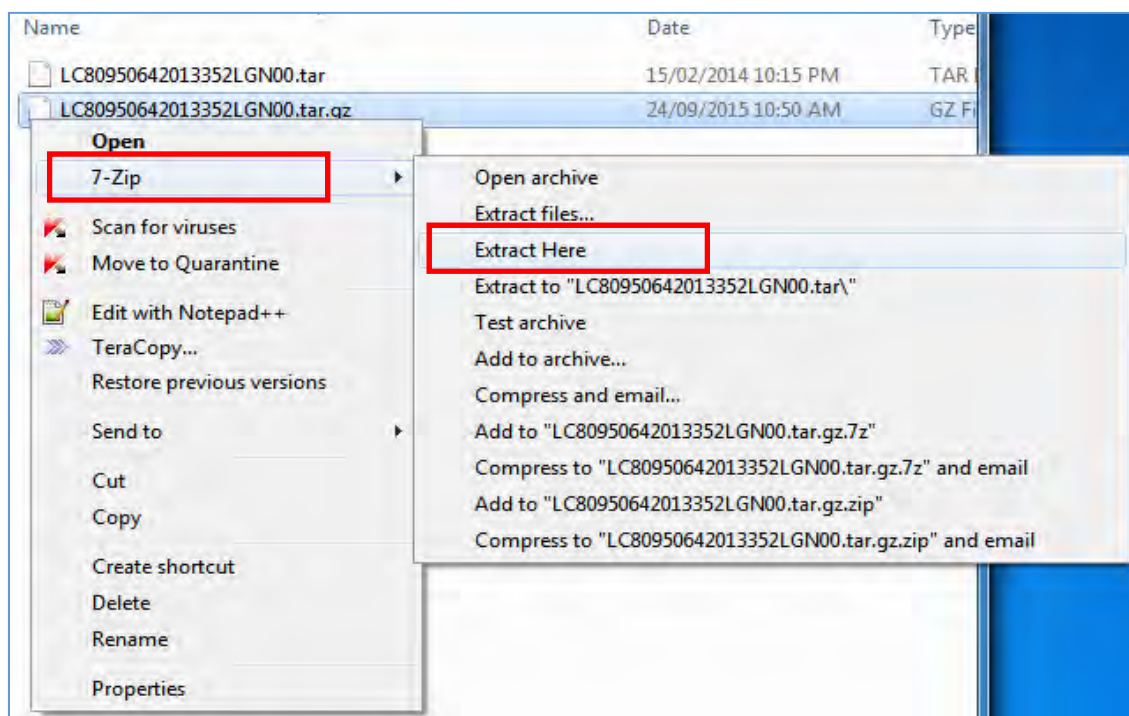 Name Date Type
LC80950642013352LGN00.tar 15/02/2014 10:15 PM TAR
LC80950642013352LGN00.tar.gz 24/09/2015 10:50 AM GZ Fi
Open
7-Zip
Scan for viruses
Move to Quarantine
Edit with Notepad++
TeraCopy...
Restore previous versions
Send to
Cut
Copy
Create shortcut
Delete
Rename
Properties
Open archive
Extract files...
Extract Here
Extract to "LC80950642013352LGN00.tar\"
Test archive
Add to archive...
Compress and email...
Add to "LC80950642013352LGN00.tar.gz.7z"
Compress to "LC80950642013352LGN00.tar.gz.7z" and email
Add to "LC80950642013352LGN00.tar.gz.zip"
Compress to "LC80950642013352LGN00.tar.gz.zip" and email